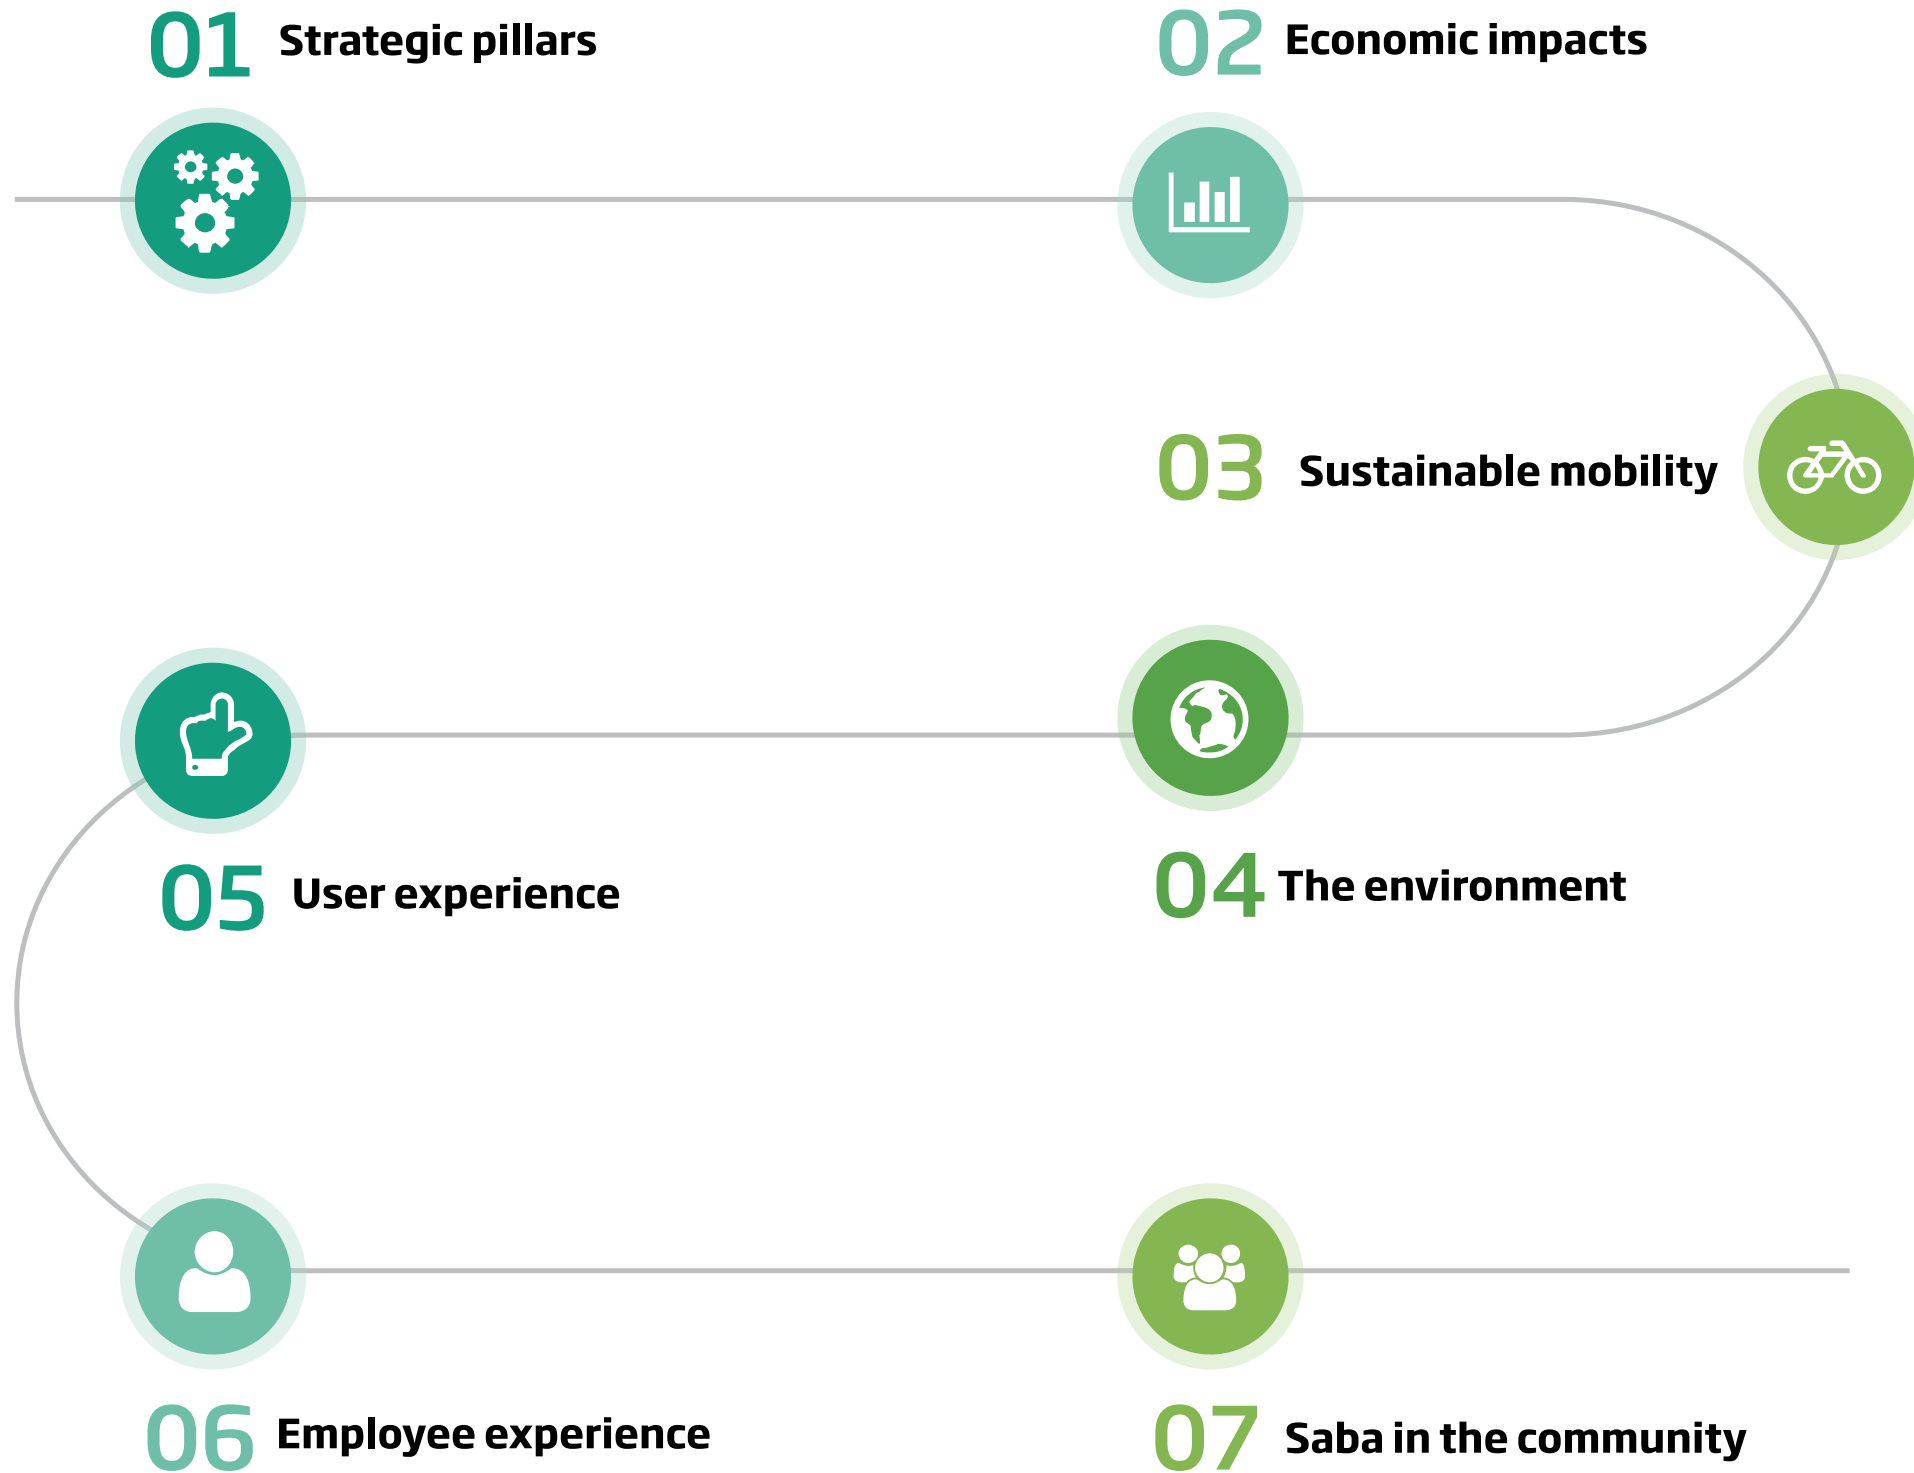 01 Strategic pillars
02 Economic impacts
03 Sustainable mobility
04 The environment
05 User experience
06 Employee experience
07 Saba in the community